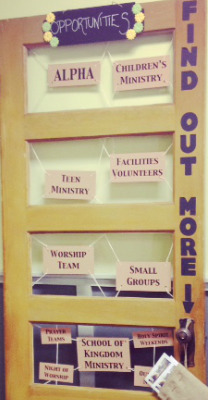 OPPORTUNITIES
FIND OUT MORE!
ALPHA
CHILDREN'S
MINISTRY
TEEN
MINISTRY
FACILITIES
VOLUNTEERS
WORSHIP
TEAM
SMALL
GROUPS
PRAYER
TEAMS
SCHOOL OF
KINGDOM
MINISTRY
HOLY SPIRIT
WEEKENDS
NIGHT OF
WORSHIP